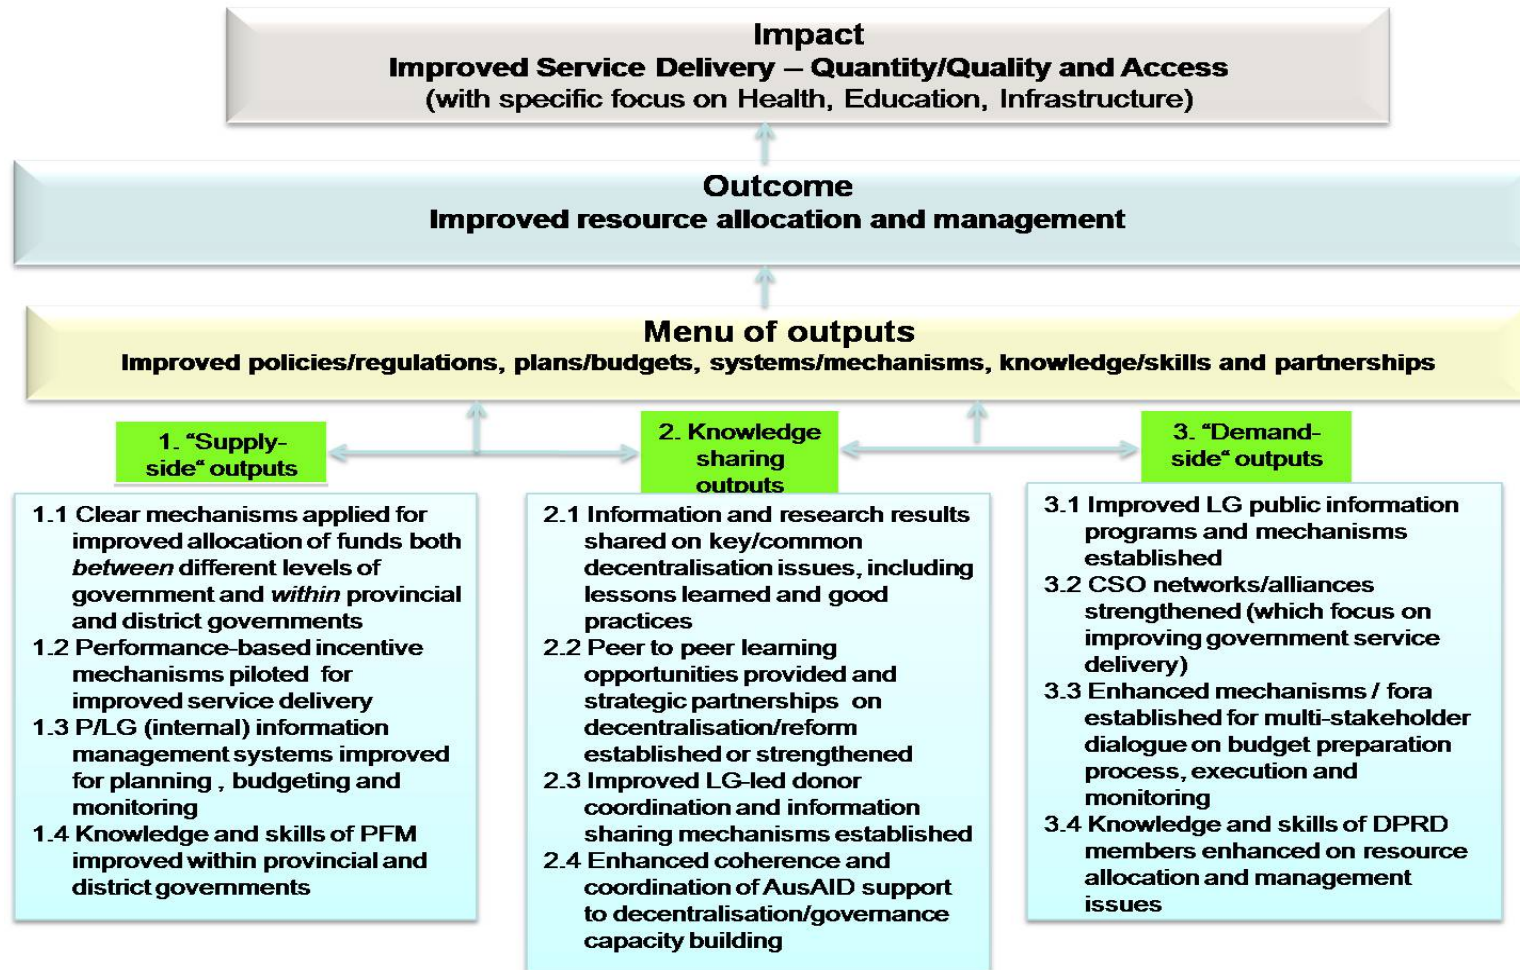 Impact
Improved Service Delivery – Quantity/Quality and Access
(with specific focus on Health, Education, Infrastructure)
Outcome
Improved resource allocation and management
Menu of outputs
Improved policies/regulations, plans/budgets, systems/mechanisms, knowledge/skills and partnerships
1. “Supply-
side“ outputs
1.1 Clear mechanisms applied for
improved allocation of funds both
between different levels of
government and within provincial
and district governments
1.2 Performance-based incentive
mechanisms piloted for
improved service delivery
1.3 P/LG (internal) information
management systems improved
for planning , budgeting and
monitoring
1.4 Knowledge and skills of PFM
improved within provincial and
district governments
2. Knowledge
sharing
outputs
2.1 Information and research results
shared on key/common
decentralisation issues, including
lessons learned and good
practices
2.2 Peer to peer learning
opportunities provided and
strategic partnerships on
decentralisation/reform
established or strengthened
2.3 Improved LG-led donor
coordination and information
sharing mechanisms established
2.4 Enhanced coherence and
coordination of AusAID support
to decentralisation/governance
capacity building
3. “Demand-
side“ outputs
3.1 Improved LG public information
programs and mechanisms
established
3.2 CSO networks/alliances
strengthened (which focus on
improving government service
delivery)
3.3 Enhanced mechanisms / fora
established for multi-stakeholder
dialogue on budget preparation
process, execution and
monitoring
3.4 Knowledge and skills of DPRD
members enhanced on resource
allocation and management
issues